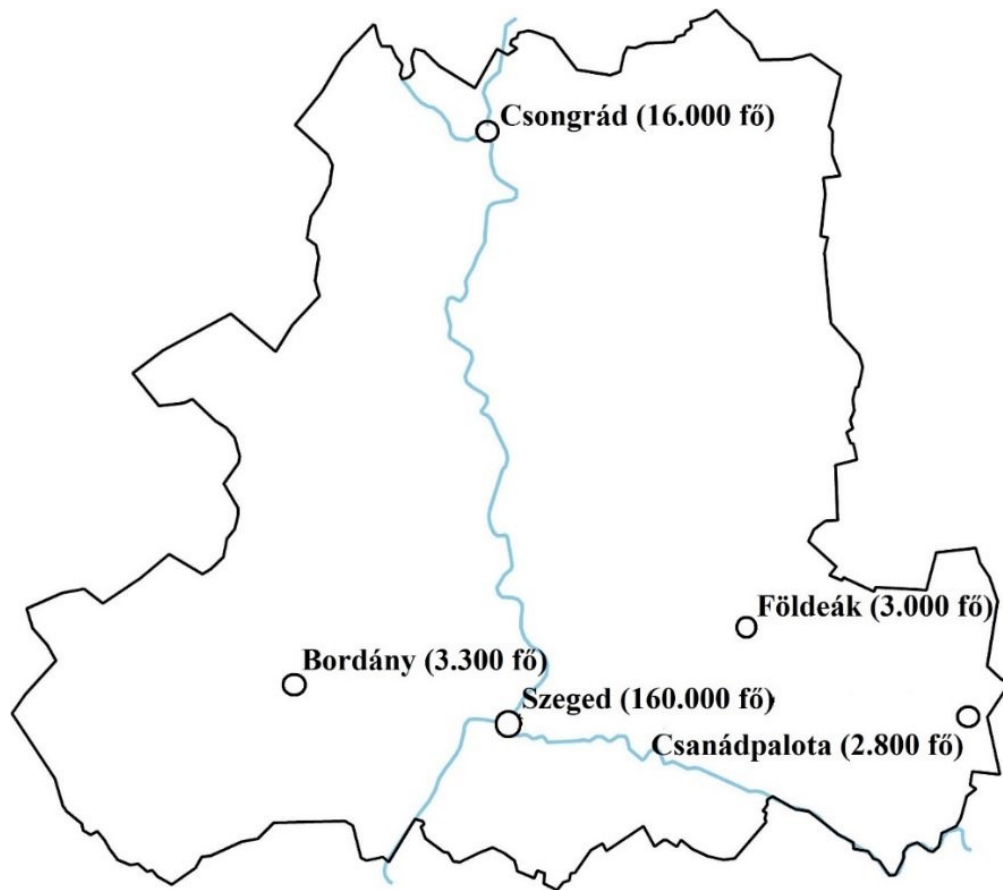 Csongrád (16.000 fő)
Földeák (3.000 fő)
Bordány (3.300 fő)
Szeged (160.000 fő)
Csanádpalota (2.800 fő)